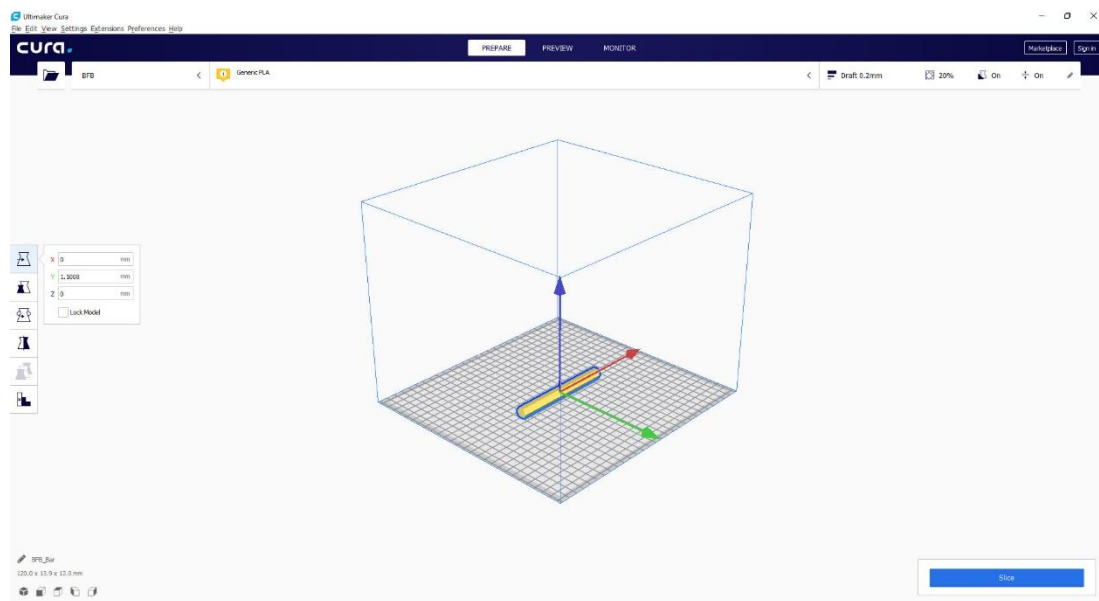 Ultimaker Cura
File Edit View Settings Extensions Preferences Help
cura.
PREPARE PREVIEW MONITOR
Marketplace Sign in
BFB
Generic PLA
Draft 0.2mm 20% On On
X 0 mm
Y 1.1008 mm
Z 0 mm
Lock Model
BFB_Bar
120.0 x 13.9 x 12.0 mm
Slice